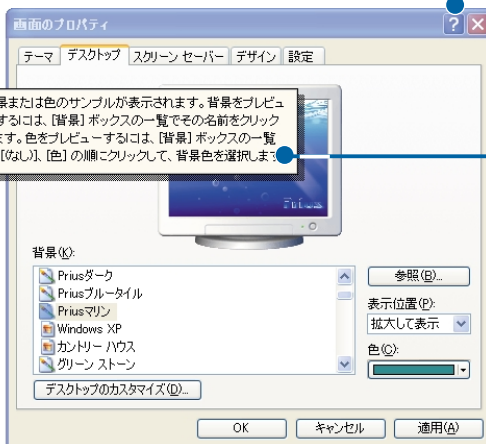 画面のプロパティ
テーマ デスクトップ スクリーン セーバー デザイン 設定
景または色のサンプルが表示されます。背景をプレビュ
するには、[背景] ボックスの一覧でその名前をクリック
ます。色をプレビューするには、[背景] ボックスの一覧
[(なし)]、[色] の順にクリックして、背景色を選択します
Prius
背景(K):
Priusダーク
Priusブルータイル
Priusマリン
Windows XP
カントリー ハウス
グリーン ストーン
参照(B)...
表示位置(P):
拡大して表示
色(C):
デスクトップのカスタマイズ(D)...
OK キャンセル 適用(A)